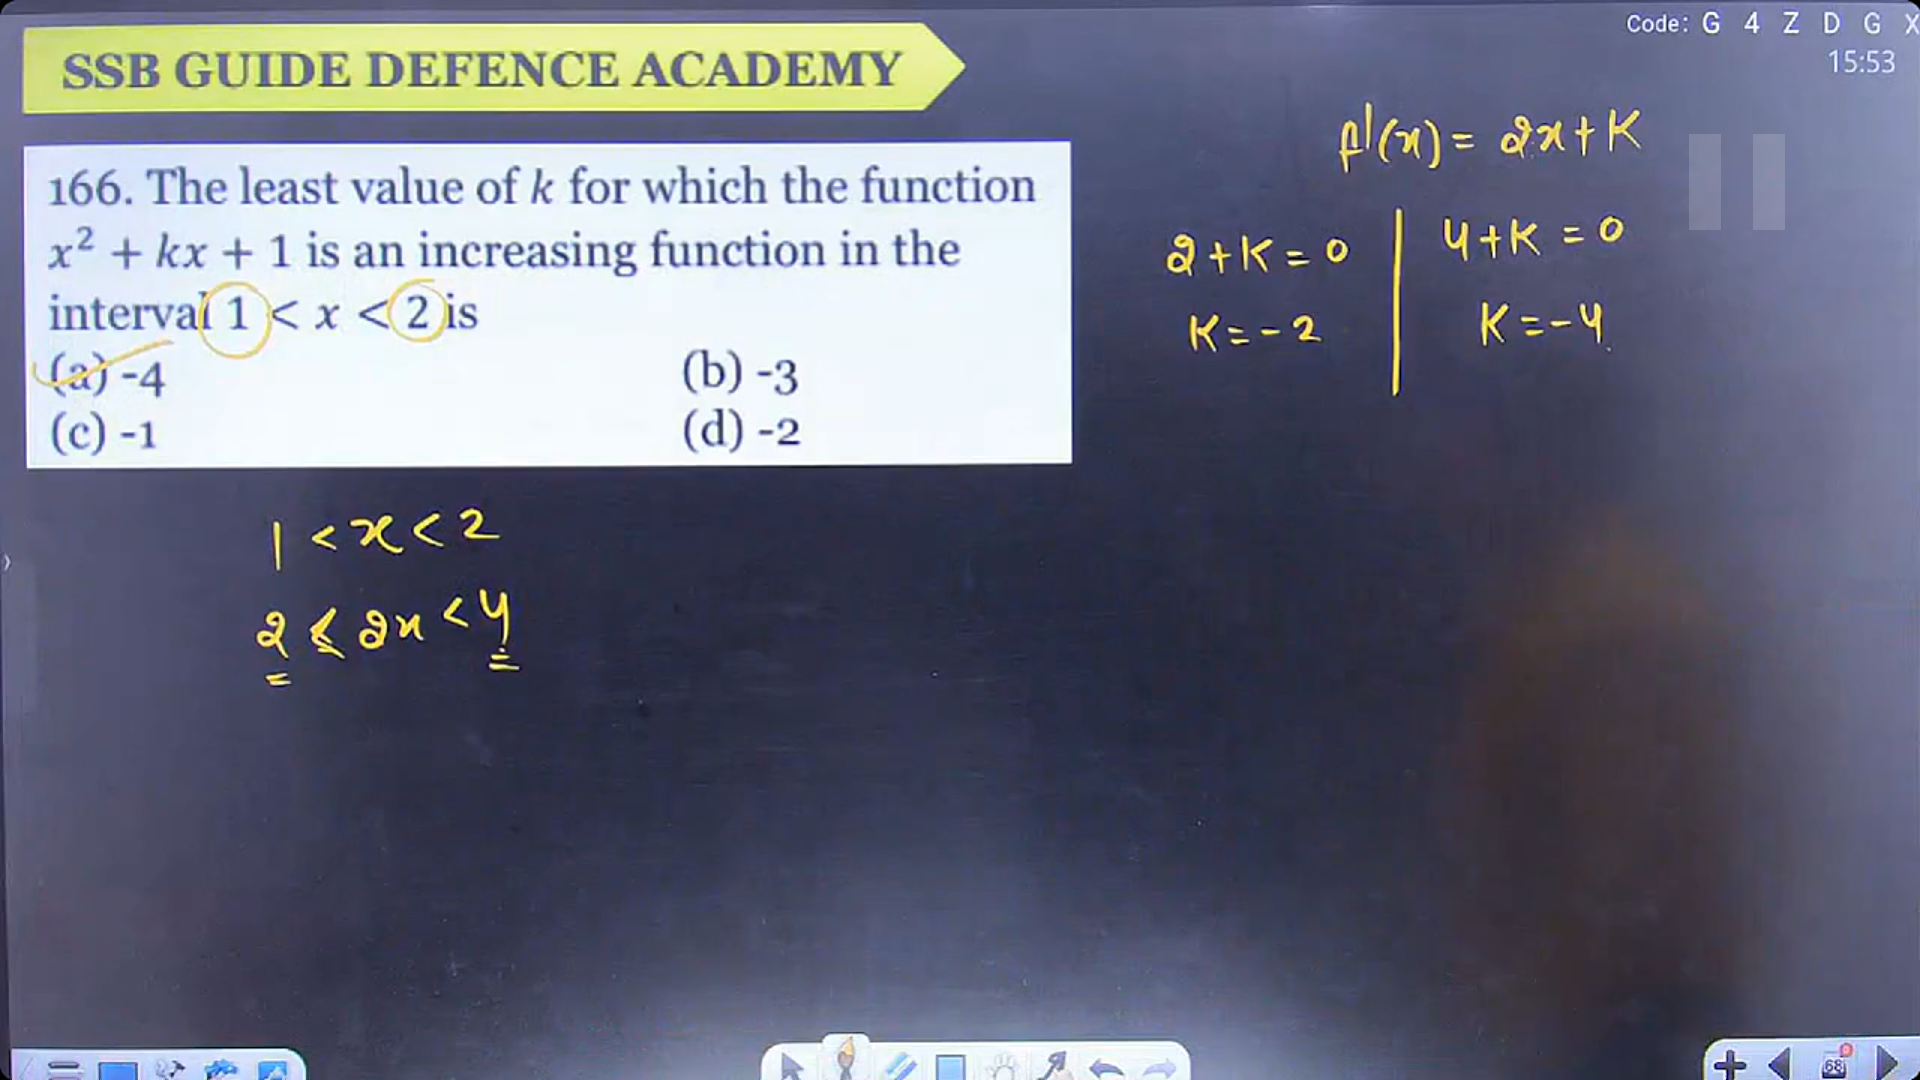 Code: G 4 Z D G X
15:53
SSB GUIDE DEFENCE ACADEMY
166. The least value of k for which the function
x² + kx + 1 is an increasing function in the
interval 1 < x < 2 is
(a) -4
(b) -3
(c) -1
(d) -2
f'(x) = 2x + K
2 + K = 0
K = -2
4 + K = 0
K = -4
1 < x < 2
2 < 2x < 4
68